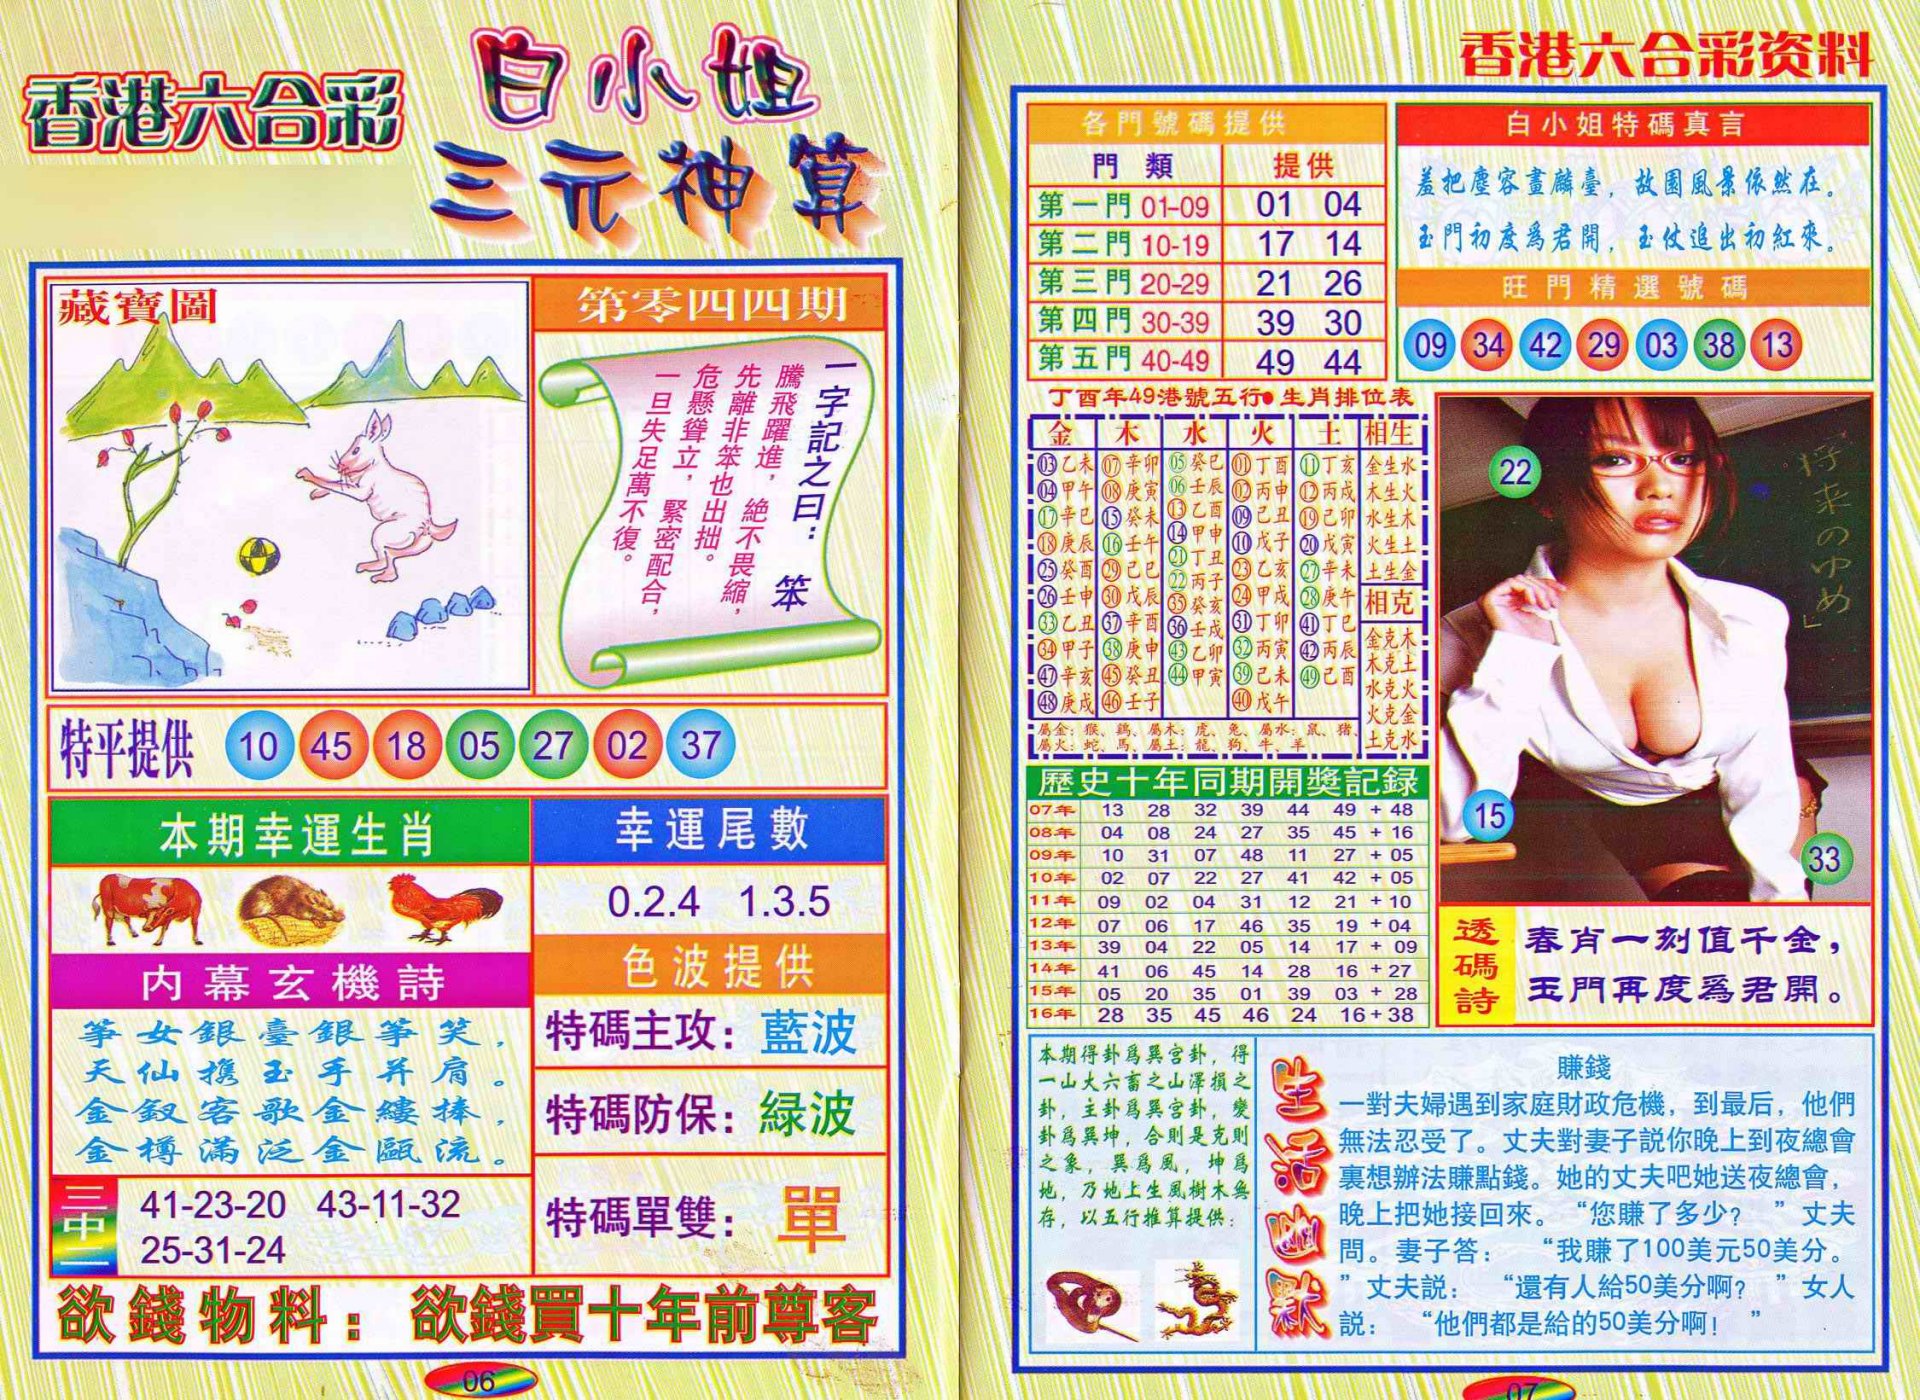 香港六合彩
白小姐
三元神算
藏寶圖
第零四四期
一字記之曰： 笨
騰飛躍進， 絶不畏縮，
先離非笨也出拙。
危懸聳立， 緊密配合，
一旦失足萬不復。
特平提供 10 45 18 05 27 02 37
本期幸運生肖
幸運尾數
0.2.4 1.3.5
内幕玄機詩
筝女銀臺銀筝笑，
天仙携玉手并肩。
金釵客歌金縷捧，
金樽滿泛金甌流。
色波提供
特碼主攻：藍波
特碼防保：緑波
特碼單雙：單
三中二
41-23-20 43-11-32
25-31-24
欲錢物料：欲錢買十年前尊客
06
香港六合彩资料
各門號碼提供
門類 提供
第一門 01-09 01 04
第二門 10-19 17 14
第三門 20-29 21 26
第四門 30-39 39 30
第五門 40-49 49 44
白小姐特碼真言
羞把塵容畫麟臺，故園風景依然在。
玉門初度爲君開，玉仗追出初紅來。
旺門精選號碼
09 34 42 29 03 38 13
丁酉年49港號五行●生肖排位表
金 木 水 火 土 相生
03乙未 07辛卯 05癸巳 01丁酉 11丁亥 金生水
04甲午 08庚寅 06壬辰 02丙申 12丙戌 木生火
17辛巳 15癸未 13乙酉 09己丑 19己卯 水生木
18庚辰 16壬午 14甲申 10戊子 20戊寅 火生土
25癸酉 29己巳 21丁丑 23乙亥 27辛未 土生金
26壬申 30戊辰 22丙子 24甲戌 28庚午 相克
33乙丑 37辛酉 35癸亥 31丁卯 41丁巳 金克木
34甲子 38庚申 36壬戌 32丙寅 42丙辰 木克土
47辛亥 45癸丑 43乙卯 39己未 49己酉 水克火
48庚戌 46壬子 44甲寅 40戊午 火克金
土克水
屬金：猴、鷄、屬木：虎、兔、屬水：鼠、猪、
屬火：蛇、馬、屬土：龍、狗、牛、羊
歷史十年同期開獎記録
07年 13 28 32 39 44 49 + 48
08年 04 08 24 27 35 45 + 16
09年 10 31 07 48 11 27 + 05
10年 02 07 22 27 41 42 + 05
11年 09 02 04 31 12 21 + 10
12年 07 06 17 46 35 19 + 04
13年 39 04 22 05 14 17 + 09
14年 41 06 45 14 28 16 + 27
15年 05 20 35 01 39 03 + 28
16年 28 35 45 46 24 16 + 38
22
将来のゆめ」
15
33
透碼詩
春肖一刻值千金，
玉門再度爲君開。
本期得卦爲巽宫卦，得
一山大六畜之山澤損之
卦，主卦爲巽宫卦，變
卦爲巽坤，合則是克則
之象，巽爲風，坤爲
地，乃地上生風樹木無
存，以五行推算提供：
生活幽默
賺錢
一對夫婦遇到家庭財政危機，到最后，他們
無法忍受了。丈夫對妻子説你晚上到夜總會
裏想辦法賺點錢。她的丈夫吧她送夜總會，
晚上把她接回來。“您賺了多少？ ”丈夫
問。妻子答： “我賺了100美元50美分。
”丈夫説： “還有人給50美分啊？ ”女人
説： “他們都是給的50美分啊！ ”
07